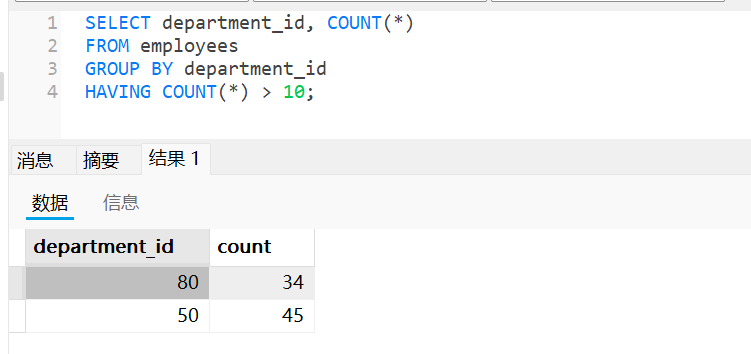 1 SELECT department_id, COUNT(*)
2 FROM employees
3 GROUP BY department_id
4 HAVING COUNT(*) > 10;
消息 摘要 结果 1
数据 信息
department_id count
80 34
50 45